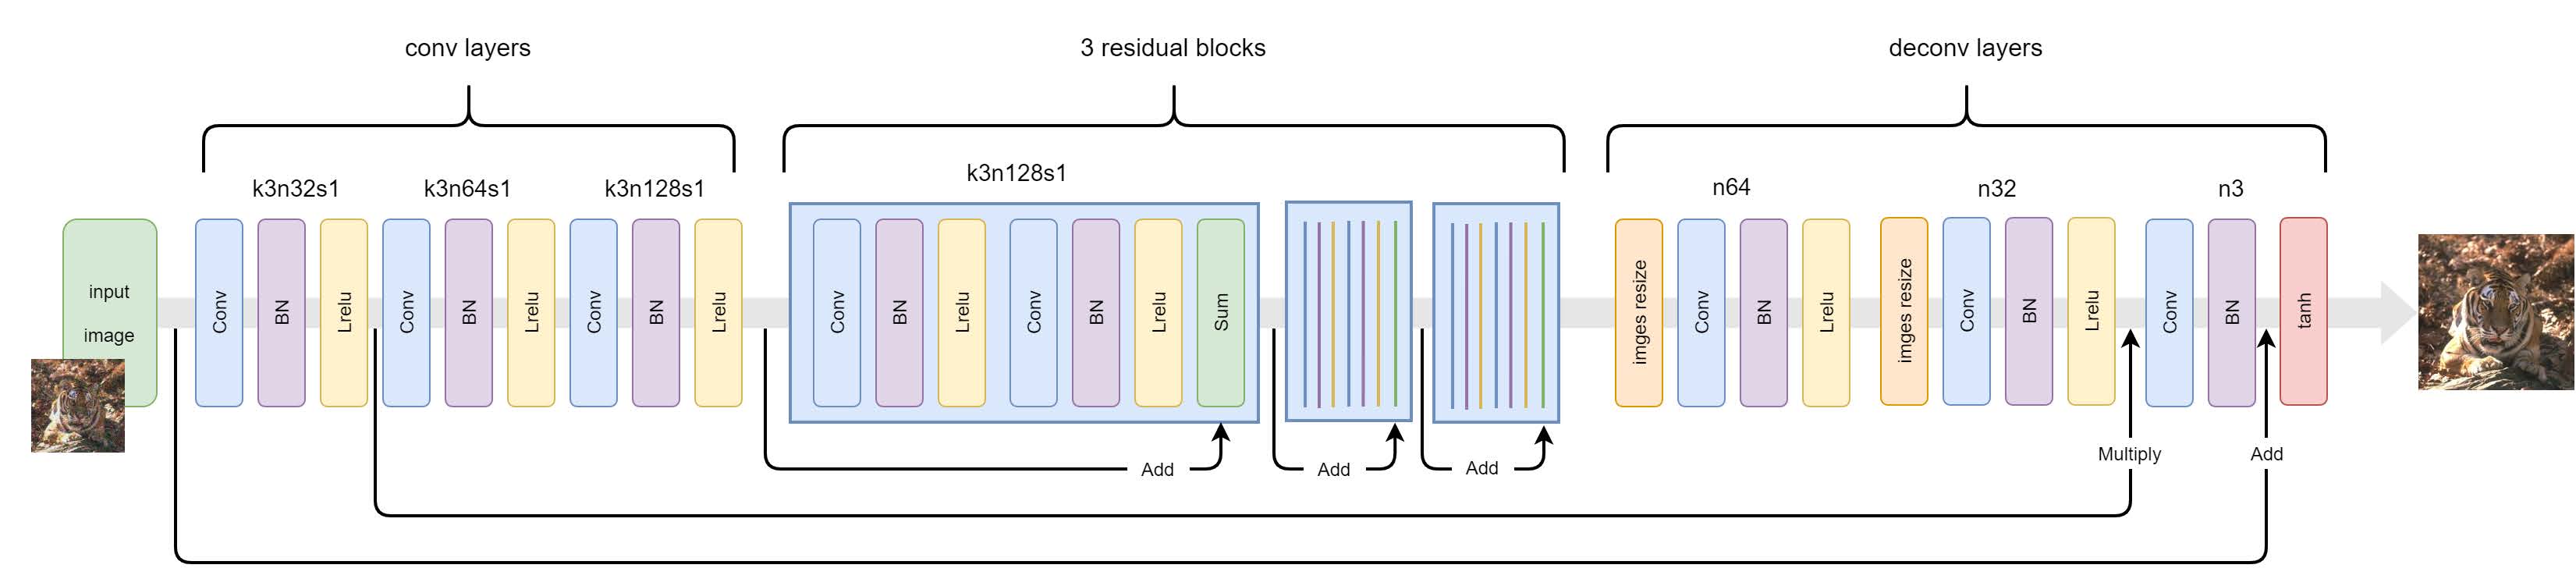 conv layers
3 residual blocks
deconv layers
k3n32s1
k3n64s1
k3n128s1
k3n128s1
n64
n32
n3
input
image
Conv
BN
Lrelu
Conv
BN
Lrelu
Conv
BN
Lrelu
Conv
BN
Lrelu
Conv
BN
Lrelu
Sum
imges resize
Conv
BN
Lrelu
imges resize
Conv
BN
Lrelu
Conv
BN
tanh
Add
Add
Add
Multiply
Add